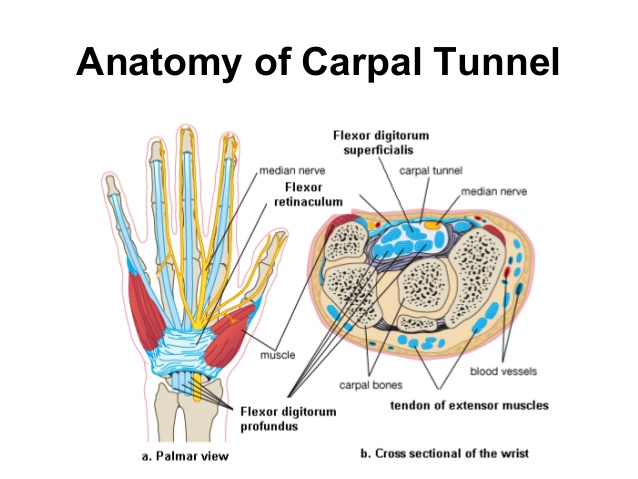 Anatomy of Carpal Tunnel
Flexor digitorum
superficialis
median nerve
carpal tunnel
Flexor
retinaculum
median nerve
muscle
carpal bones
blood vessels
Flexor digitorum
profundus
tendon of extensor muscles
a. Palmar view
b. Cross sectional of the wrist